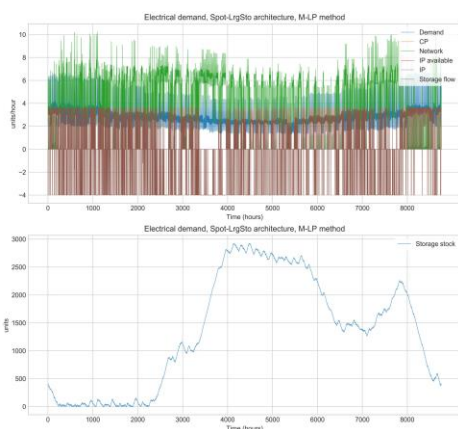 Electrical demand, Spot-LrgSto architecture, M-LP method
Demand
CP
Network
IP available
IP
Storage flow
units/hour
10
8
6
4
2
0
−2
−4
0
1000
2000
3000
4000
5000
6000
7000
8000
Time (hours)
Electrical demand, Spot-LrgSto architecture, M-LP method
Storage stock
units
3000
2500
2000
1500
1000
500
0
0
1000
2000
3000
4000
5000
6000
7000
8000
Time (hours)